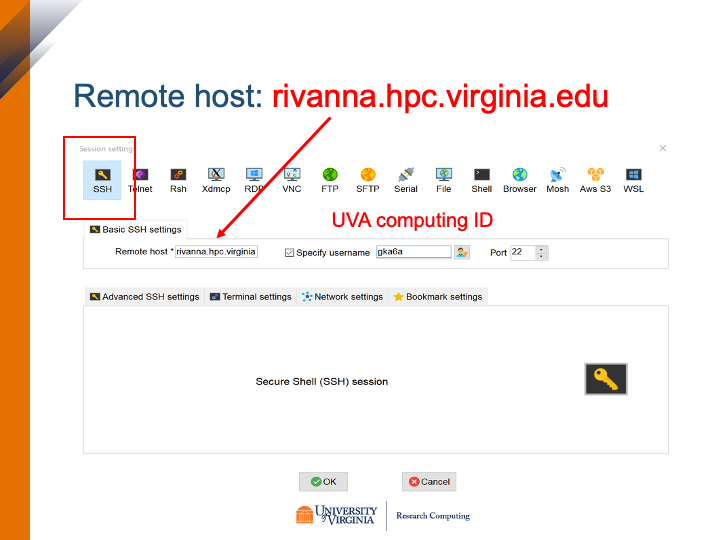 Remote host: rivanna.hpc.virginia.edu
Session settings
SSH Telnet Rsh Xdmcp RDP VNC FTP SFTP Serial File Shell Browser Mosh Aws S3 WSL
UVA computing ID
Basic SSH settings
Remote host * rivanna.hpc.virginia Specify username gka6a Port 22
Advanced SSH settings Terminal settings Network settings Bookmark settings
Secure Shell (SSH) session
OK Cancel
UNIVERSITY of VIRGINIA Research Computing